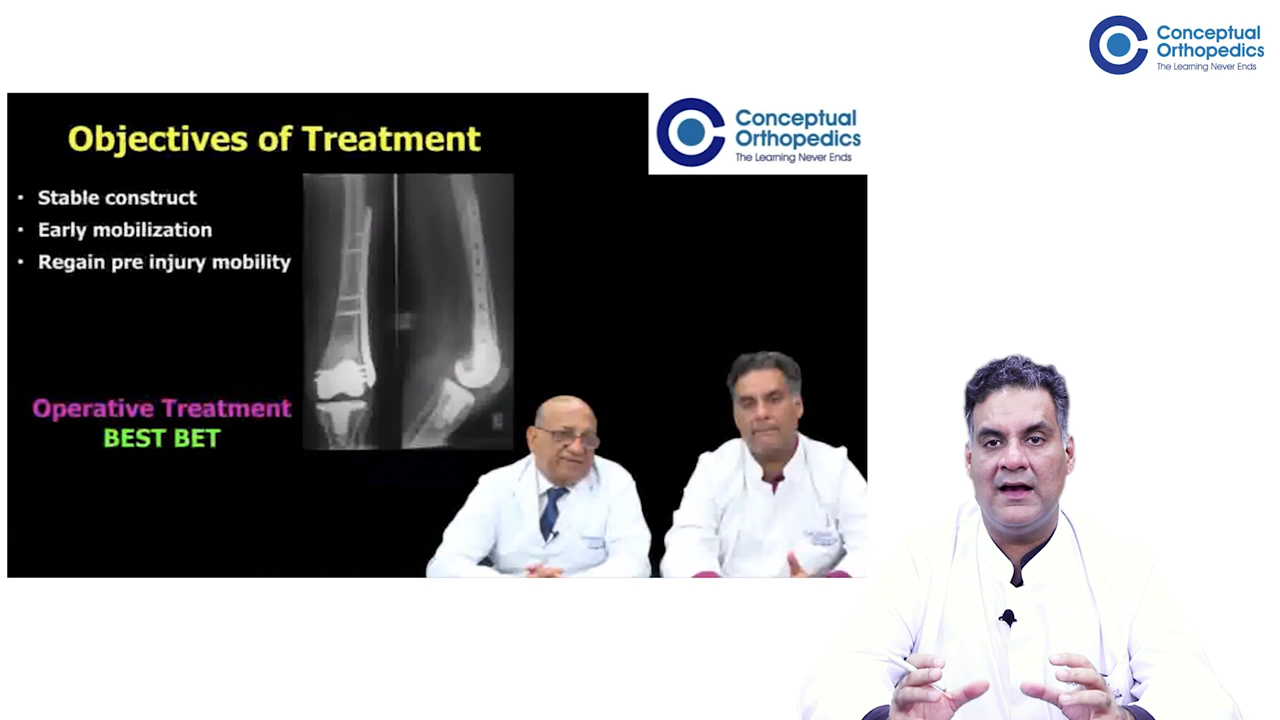 Conceptual
Orthopedics
The Learning Never Ends
Objectives of Treatment
Conceptual
Orthopedics
The Learning Never Ends
• Stable construct
• Early mobilization
• Regain pre injury mobility
Operative Treatment
BEST BET